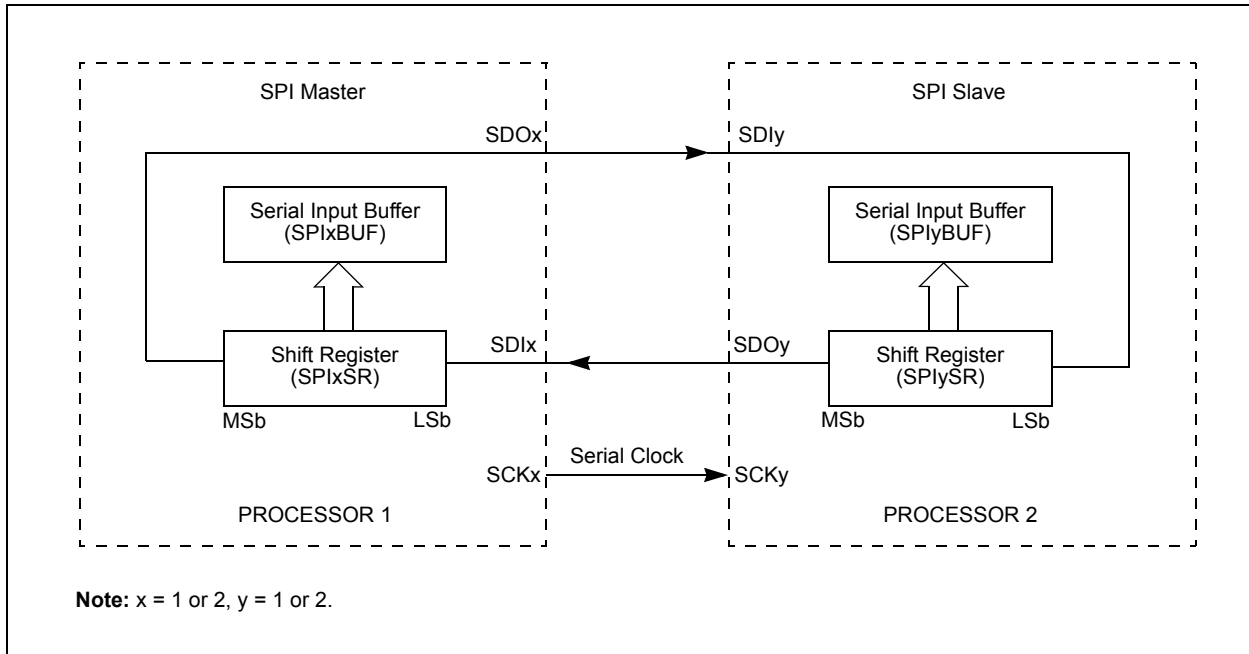 SPI Master
SPI Slave
SDOx
SDIy
Serial Input Buffer
(SPIxBUF)
Serial Input Buffer
(SPIyBUF)
SDIx
SDOy
Shift Register
(SPIxSR)
Shift Register
(SPIySR)
MSb
LSb
MSb
LSb
Serial Clock
SCKx
SCKy
PROCESSOR 1
PROCESSOR 2
Note: x = 1 or 2, y = 1 or 2.